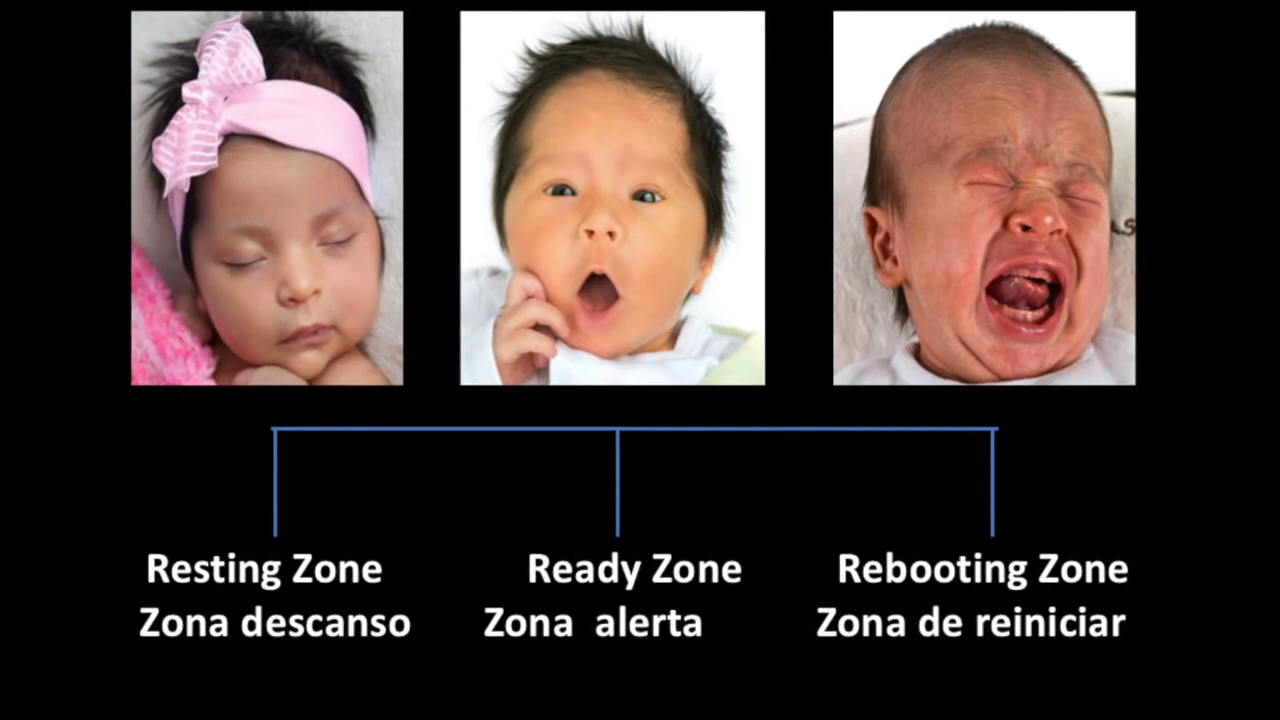 Resting Zone
Zona descanso
Ready Zone
Zona alerta
Rebooting Zone
Zona de reiniciar